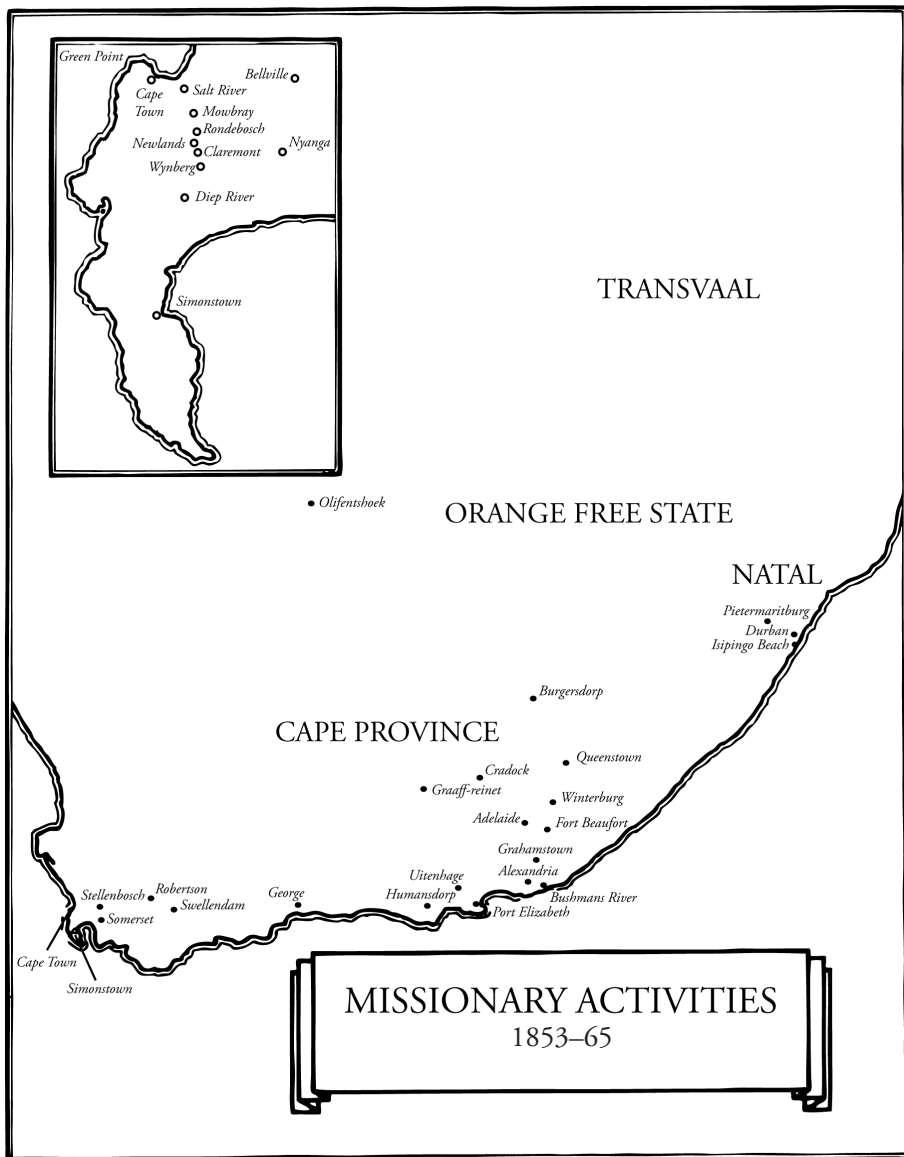 Green Point
Bellville
Cape
Town
Salt River
Mowbray
Rondebosch
Newlands
Claremont
Nyanga
Wynberg
Diep River
Simonstown
TRANSVAAL
Olifentshoek
ORANGE FREE STATE
NATAL
Pietermaritburg
Durban
Isipingo Beach
Burgersdorp
CAPE PROVINCE
Queenstown
Cradock
Graaff-reinet
Winterburg
Adelaide
Fort Beaufort
Grahamstown
Alexandria
Uitenhage
Humansdorp
Bushmans River
Port Elizabeth
George
Robertson
Stellenbosch
Swellendam
Somerset
Cape Town
Simonstown
MISSIONARY ACTIVITIES
1853–65